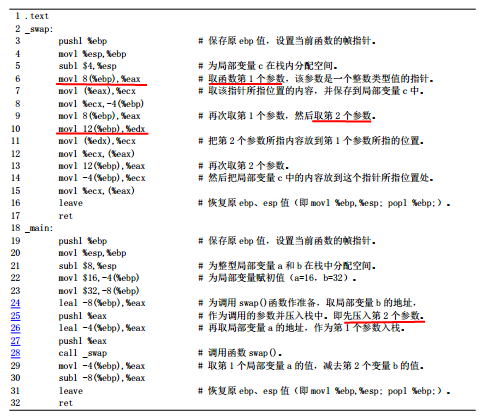 1 .text
2 _swap:
3 pushl %ebp # 保存原 ebp 值，设置当前函数的帧指针。
4 movl %esp,%ebp
5 subl $4,%esp # 为局部变量 c 在栈内分配空间。
6 movl 8(%ebp),%eax # 取函数第 1 个参数，该参数是一个整数类型值的指针。
7 movl (%eax),%ecx # 取该指针所指位置的内容，并保存到局部变量 c 中。
8 movl %ecx,-4(%ebp)
9 movl 8(%ebp),%eax # 再次取第 1 个参数，然后取第 2 个参数。
10 movl 12(%ebp),%edx
11 movl (%edx),%ecx # 把第 2 个参数所指内容放到第 1 个参数所指的位置。
12 movl %ecx,(%eax)
13 movl 12(%ebp),%eax # 再次取第 2 个参数。
14 movl -4(%ebp),%ecx # 然后把局部变量 c 中的内容放到这个指针所指位置处。
15 movl %ecx,(%eax)
16 leave # 恢复原 ebp、esp 值（即 movl %ebp,%esp; popl %ebp;）。
17 ret
18 _main:
19 pushl %ebp # 保存原 ebp 值，设置当前函数的帧指针。
20 movl %esp,%ebp
21 subl $8,%esp # 为整型局部变量 a 和 b 在栈中分配空间。
22 movl $16,-4(%ebp) # 为局部变量赋初值（a=16，b=32）。
23 movl $32,-8(%ebp)
24 leal -8(%ebp),%eax # 为调用 swap()函数作准备，取局部变量 b 的地址，
25 pushl %eax # 作为调用的参数并压入栈中。即先压入第 2 个参数。
26 leal -4(%ebp),%eax # 再取局部变量 a 的地址，作为第 1 个参数入栈。
27 pushl %eax
28 call _swap # 调用函数 swap()。
29 movl -4(%ebp),%eax # 取第 1 个局部变量 a 的值，减去第 2 个变量 b 的值。
30 subl -8(%ebp),%eax
31 leave # 恢复原 ebp、esp 值（即 movl %ebp,%esp; popl %ebp;）。
32 ret